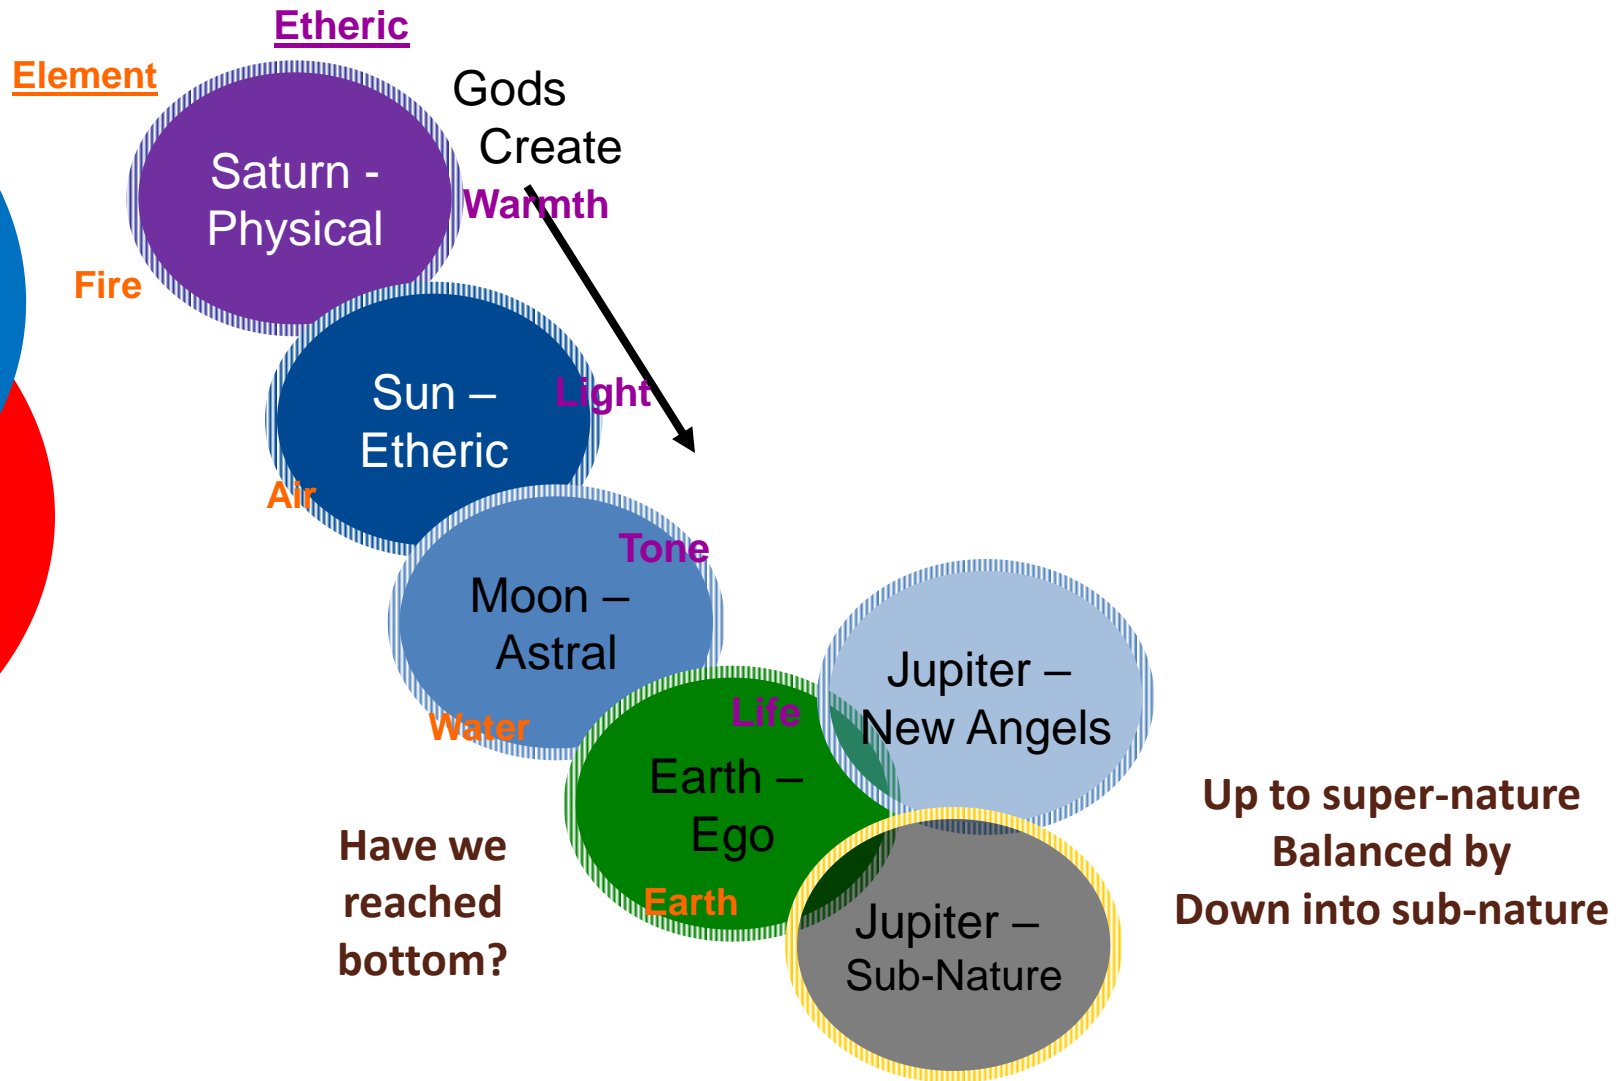 Etheric
Element
Gods
Create
Saturn -
Physical
Warmth
Fire
Sun –
Etheric
Light
Air
Tone
Moon –
Astral
Water
Life
Jupiter –
New Angels
Earth –
Ego
Earth
Have we
reached
bottom?
Jupiter –
Sub-Nature
Up to super-nature
Balanced by
Down into sub-nature